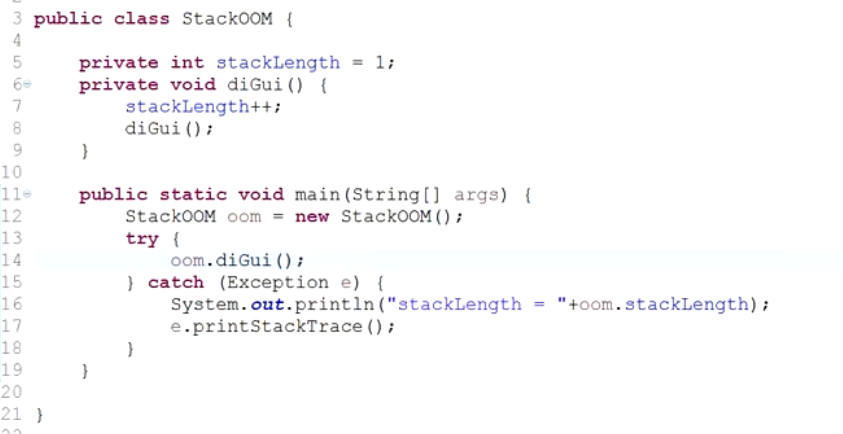 3 public class StackOOM {
4
5     private int stackLength = 1;
6     private void diGui() {
7         stackLength++;
8         diGui();
9     }
10
11     public static void main(String[] args) {
12         StackOOM oom = new StackOOM();
13         try {
14             oom.diGui();
15         } catch (Exception e) {
16             System.out.println("stackLength = "+oom.stackLength);
17             e.printStackTrace();
18         }
19     }
20
21 }